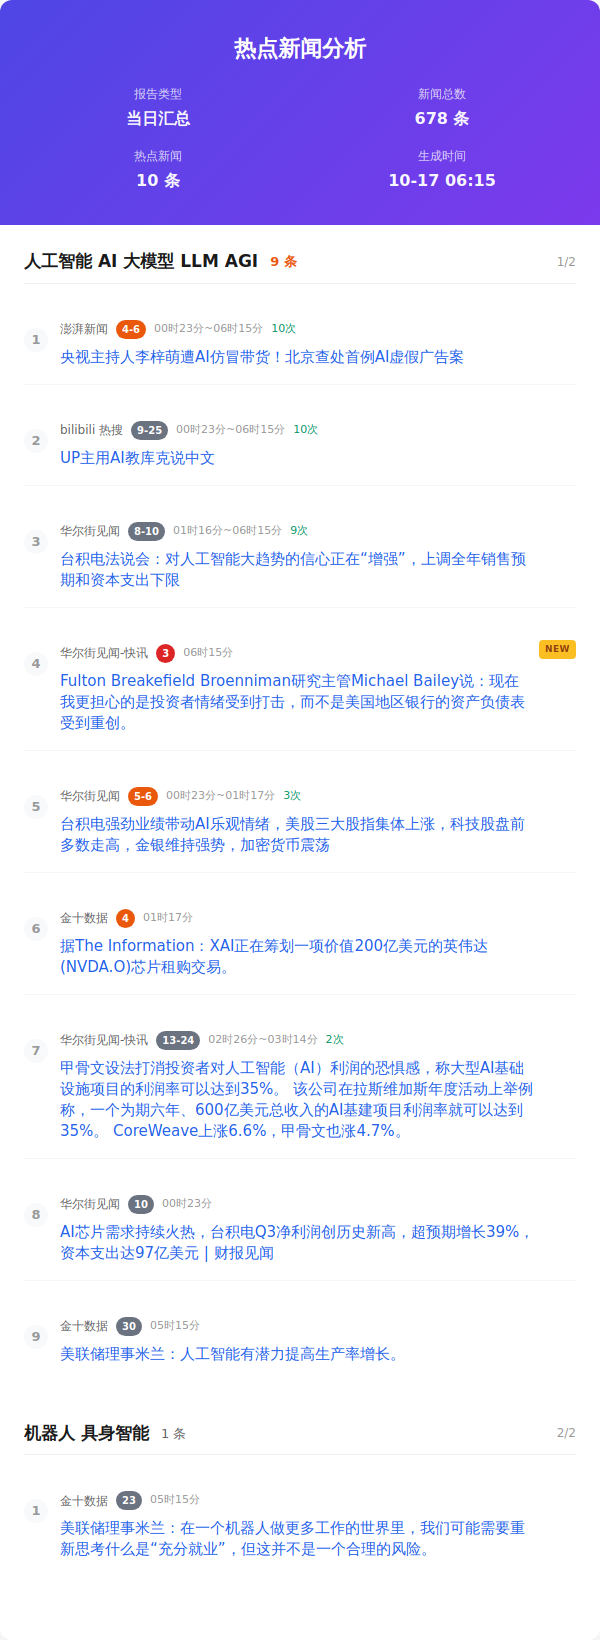 热点新闻分析
报告类型
新闻总数
当日汇总
678 条
热点新闻
生成时间
10 条
10-17 06:15
人工智能 AI 大模型 LLM AGI 9 条 1/2
1 澎湃新闻 4-6 00时23分~06时15分 10次
央视主持人李梓萌遭AI仿冒带货！北京查处首例AI虚假广告案
2 bilibili 热搜 9-25 00时23分~06时15分 10次
UP主用AI教库克说中文
3 华尔街见闻 8-10 01时16分~06时15分 9次
台积电法说会：对人工智能大趋势的信心正在“增强”，上调全年销售预
期和资本支出下限
4 华尔街见闻-快讯 3 06时15分 NEW
Fulton Breakefield Broenniman研究主管Michael Bailey说：现在
我更担心的是投资者情绪受到打击，而不是美国地区银行的资产负债表
受到重创。
5 华尔街见闻 5-6 00时23分~01时17分 3次
台积电强劲业绩带动AI乐观情绪，美股三大股指集体上涨，科技股盘前
多数走高，金银维持强势，加密货币震荡
6 金十数据 4 01时17分
据The Information：XAI正在筹划一项价值200亿美元的英伟达
(NVDA.O)芯片租购交易。
7 华尔街见闻-快讯 13-24 02时26分~03时14分 2次
甲骨文设法打消投资者对人工智能（AI）利润的恐惧感，称大型AI基础
设施项目的利润率可以达到35%。 该公司在拉斯维加斯年度活动上举例
称，一个为期六年、600亿美元总收入的AI基建项目利润率就可以达到
35%。 CoreWeave上涨6.6%，甲骨文也涨4.7%。
8 华尔街见闻 10 00时23分
AI芯片需求持续火热，台积电Q3净利润创历史新高，超预期增长39%，
资本支出达97亿美元 | 财报见闻
9 金十数据 30 05时15分
美联储理事米兰：人工智能有潜力提高生产率增长。
机器人 具身智能 1 条 2/2
1 金十数据 23 05时15分
美联储理事米兰：在一个机器人做更多工作的世界里，我们可能需要重
新思考什么是“充分就业”，但这并不是一个合理的风险。